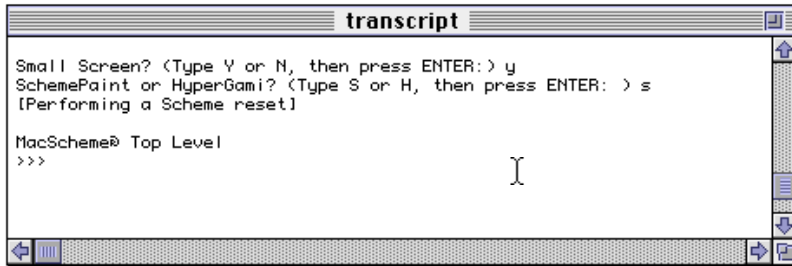 transcript
Small Screen? (Type Y or N, then press ENTER:) y
SchemePaint or HyperGami? (Type S or H, then press ENTER: ) s
[Performing a Scheme reset]
MacScheme® Top Level
>>>